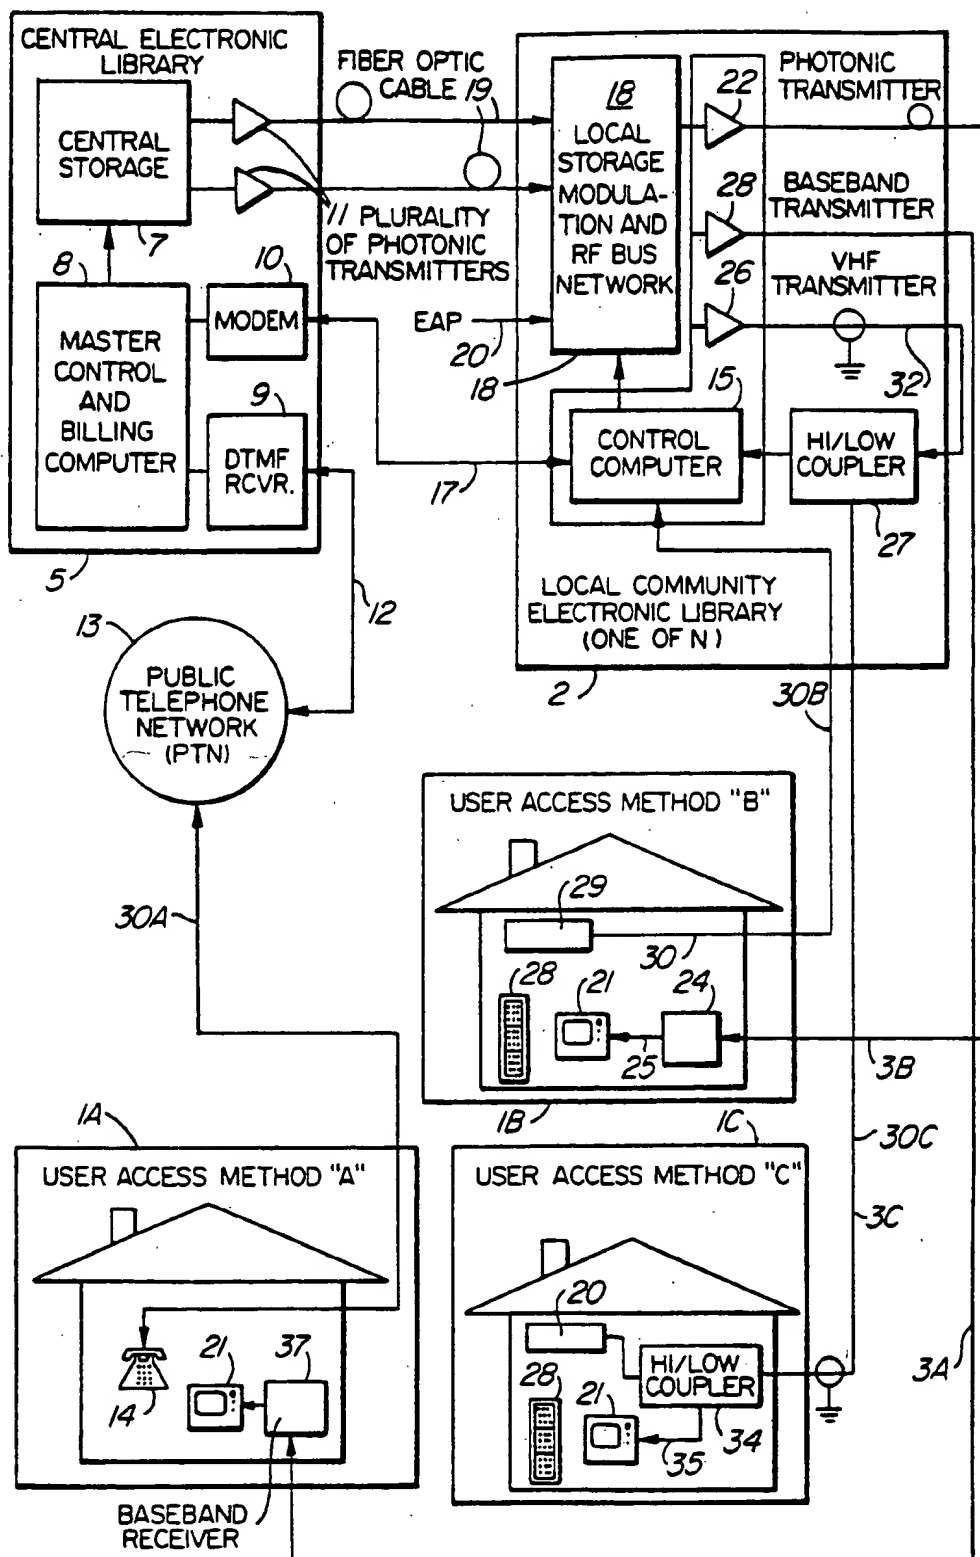 CENTRAL ELECTRONIC
LIBRARY
CENTRAL
STORAGE
7
8
10
MODEM
MASTER
CONTROL
AND
BILLING
COMPUTER
9
DTMF
RCVR.
5
12
FIBER OPTIC
CABLE 19
11 PLURALITY
OF PHOTONIC
TRANSMITTERS
EAP
20
17
18
LOCAL
STORAGE
MODULA-
TION AND
RF BUS
NETWORK
18
22
PHOTONIC
TRANSMITTER
28
BASEBAND
TRANSMITTER
26
VHF
TRANSMITTER
32
15
CONTROL
COMPUTER
HI/LOW
COUPLER
27
LOCAL COMMUNITY
ELECTRONIC LIBRARY
(ONE OF N)
2
30B
13
PUBLIC
TELEPHONE
NETWORK
(PTN)
30A
USER ACCESS METHOD "B"
29
30
28
21
24
25
3B
1B
1A
USER ACCESS METHOD "A"
14
21
37
BASEBAND
RECEIVER
1C
30C
3C
USER ACCESS METHOD "C"
20
HI/LOW
COUPLER
28
21
35
34
3A